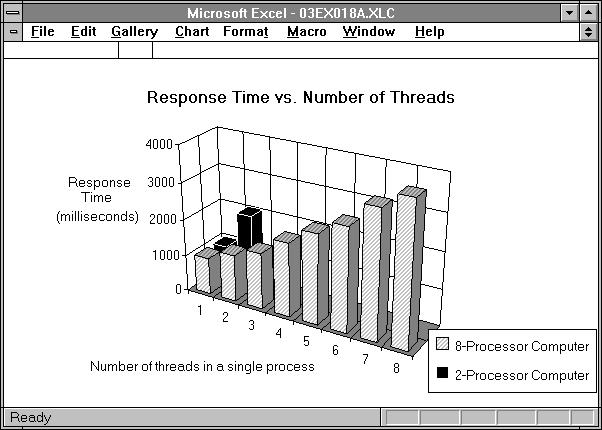 Microsoft Excel - 03EX018A.XLC
File Edit Gallery Chart Format Macro Window Help
Response Time vs. Number of Threads
4000
3000
2000
1000
0
Response
Time
(milliseconds)
1 2 3 4 5 6 7 8
Number of threads in a single process
8-Processor Computer
2-Processor Computer
Ready